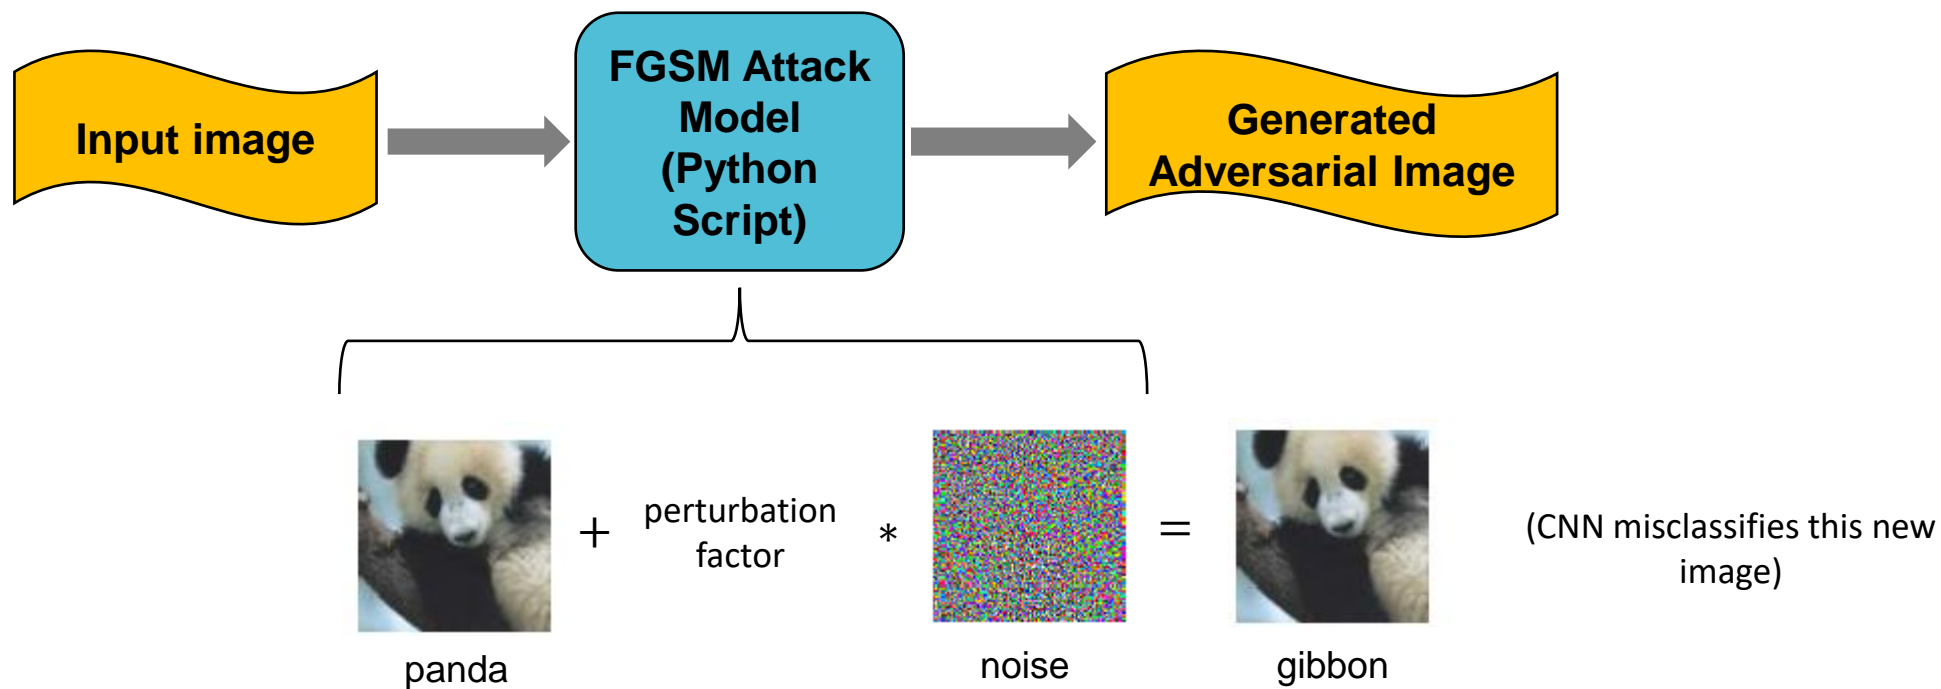 Input image
FGSM Attack
Model
(Python
Script)
Generated
Adversarial Image
+
perturbation
factor
*
=
(CNN misclassifies this new
image)
panda
noise
gibbon